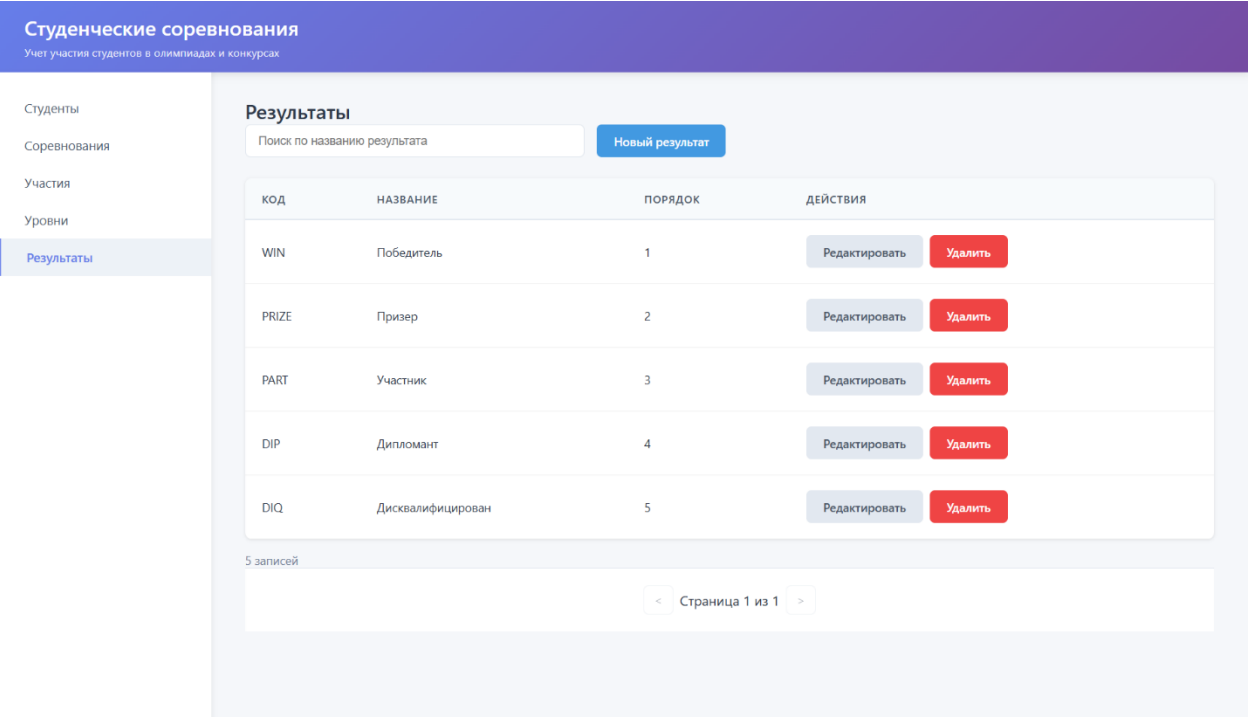 Студенческие соревнования
Учет участия студентов в олимпиадах и конкурсах
Студенты
Соревнования
Участия
Уровни
Результаты
Результаты
Поиск по названию результата Новый результат
КОД НАЗВАНИЕ ПОРЯДОК ДЕЙСТВИЯ
WIN Победитель 1 Редактировать Удалить
PRIZE Призер 2 Редактировать Удалить
PART Участник 3 Редактировать Удалить
DIP Дипломант 4 Редактировать Удалить
DIQ Дисквалифицирован 5 Редактировать Удалить
5 записей
< Страница 1 из 1 >